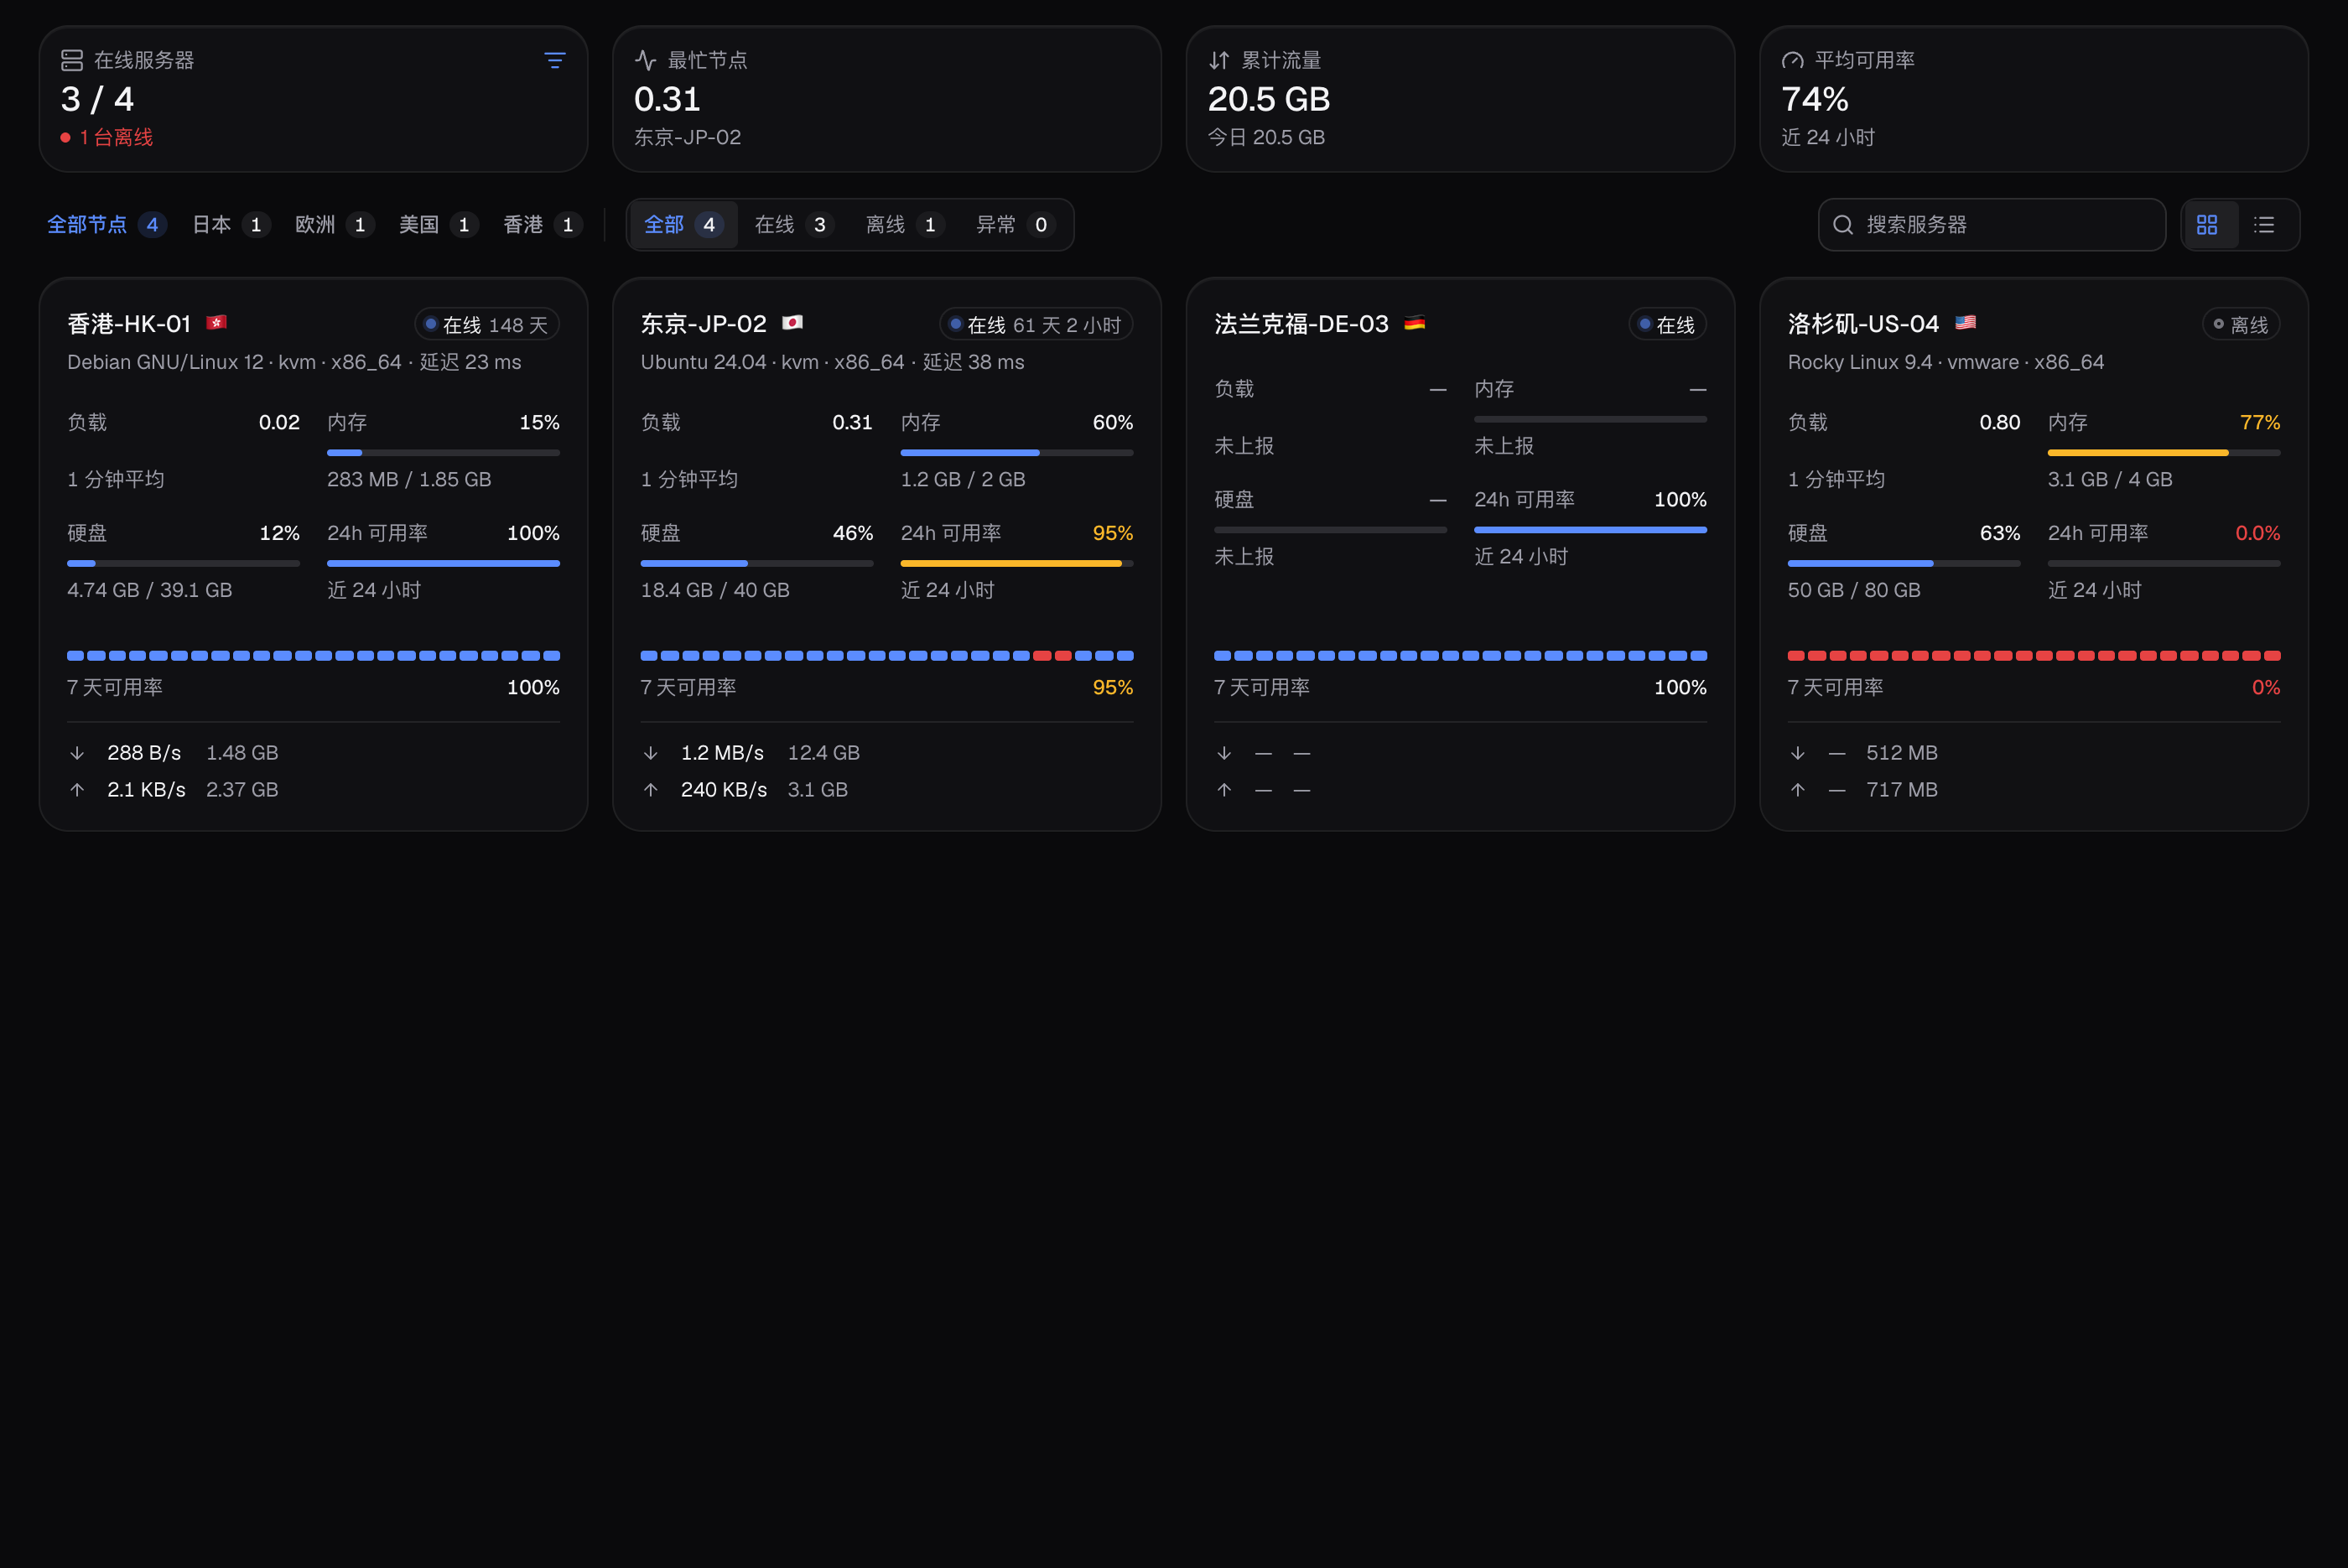 在线服务器
3 / 4
1 台离线
最忙节点
0.31
东京-JP-02
累计流量
20.5 GB
今日 20.5 GB
平均可用率
74%
近 24 小时
全部节点 4 日本 1 欧洲 1 美国 1 香港 1
全部 4 在线 3 离线 1 异常 0
搜索服务器
香港-HK-01 在线 148 天
Debian GNU/Linux 12 · kvm · x86_64 · 延迟 23 ms
负载 0.02 内存 15%
1 分钟平均 283 MB / 1.85 GB
硬盘 12% 24h 可用率 100%
4.74 GB / 39.1 GB 近 24 小时
7 天可用率 100%
↓ 288 B/s 1.48 GB
↑ 2.1 KB/s 2.37 GB
东京-JP-02 在线 61 天 2 小时
Ubuntu 24.04 · kvm · x86_64 · 延迟 38 ms
负载 0.31 内存 60%
1 分钟平均 1.2 GB / 2 GB
硬盘 46% 24h 可用率 95%
18.4 GB / 40 GB 近 24 小时
7 天可用率 95%
↓ 1.2 MB/s 12.4 GB
↑ 240 KB/s 3.1 GB
法兰克福-DE-03 在线
负载 — 内存 —
未上报 未上报
硬盘 — 24h 可用率 100%
未上报 近 24 小时
7 天可用率 100%
↓ — —
↑ — —
洛杉矶-US-04 离线
Rocky Linux 9.4 · vmware · x86_64
负载 0.80 内存 77%
1 分钟平均 3.1 GB / 4 GB
硬盘 63% 24h 可用率 0.0%
50 GB / 80 GB 近 24 小时
7 天可用率 0%
↓ — 512 MB
↑ — 717 MB